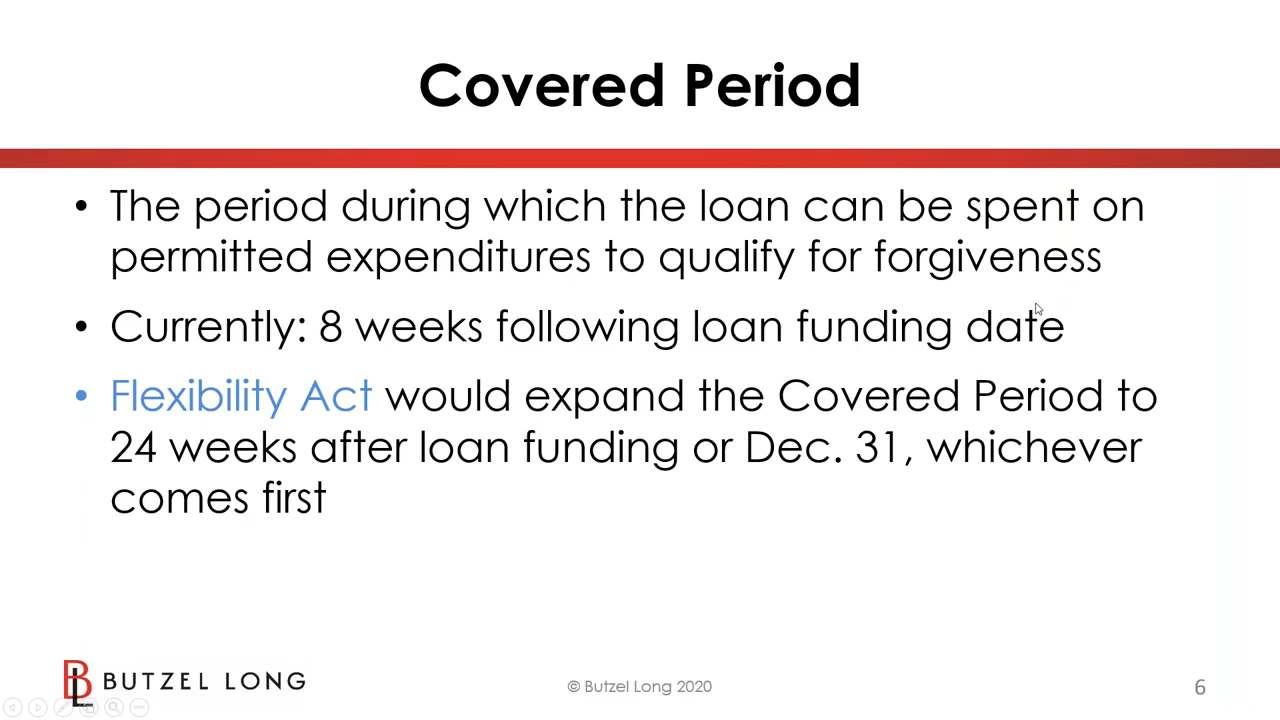 Covered Period
• The period during which the loan can be spent on
permitted expenditures to qualify for forgiveness
• Currently: 8 weeks following loan funding date
• Flexibility Act would expand the Covered Period to
24 weeks after loan funding or Dec. 31, whichever
comes first
BL BUTZEL LONG
© Butzel Long 2020
6